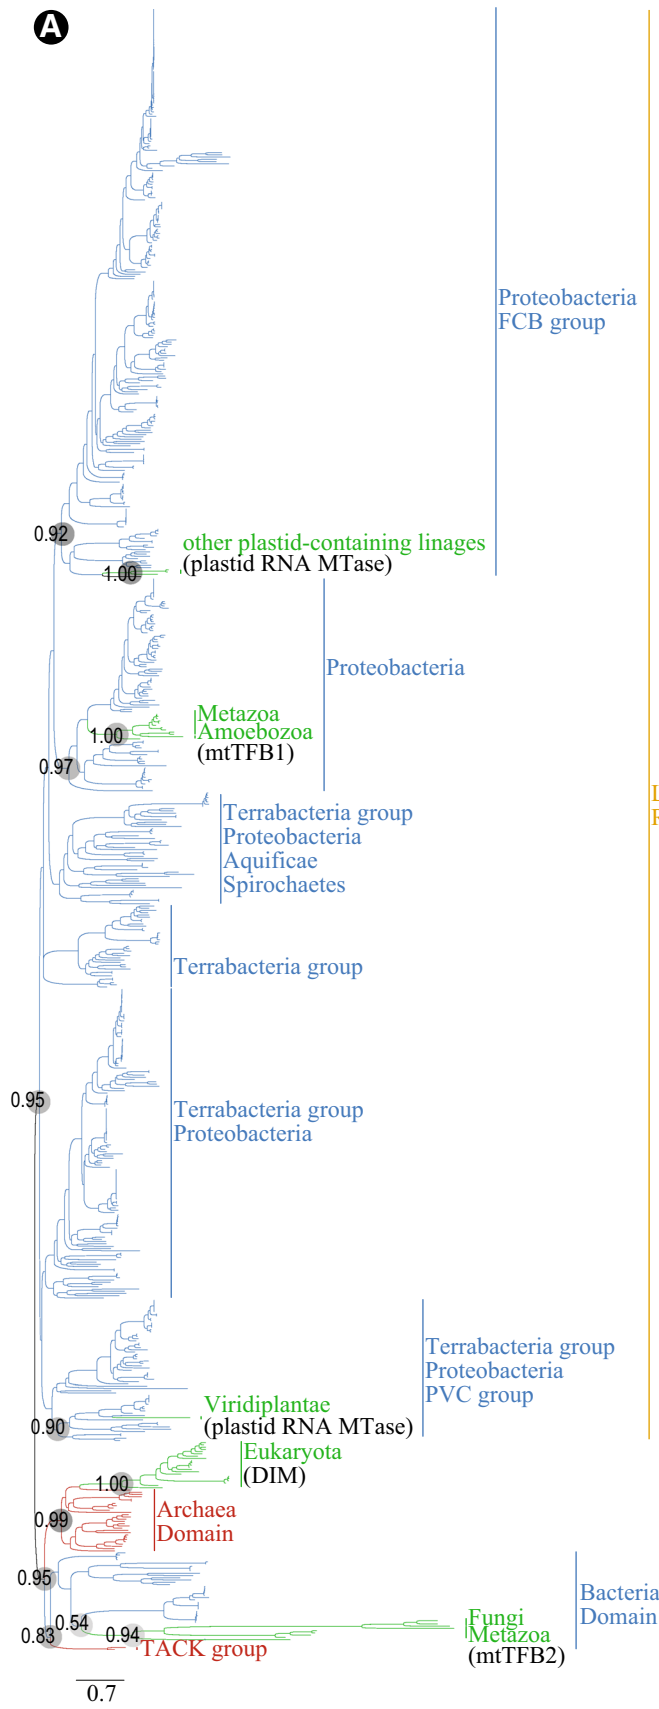 A
Proteobacteria
FCB group
0.92
other plastid-containing linages
(plastid RNA MTase)
1.00
Proteobacteria
Metazoa
Amoebozoa
(mtTFB1)
1.00
0.97
Terrabacteria group
Proteobacteria
Aquificae
Spirochaetes
L
R
Terrabacteria group
0.95
Terrabacteria group
Proteobacteria
Terrabacteria group
Proteobacteria
PVC group
Viridiplantae
(plastid RNA MTase)
0.90
Eukaryota
(DIM)
1.00
Archaea
Domain
0.99
0.95
Bacteria
Domain
0.54
0.83
0.94
Fungi
Metazoa
(mtTFB2)
TACK group
0.7